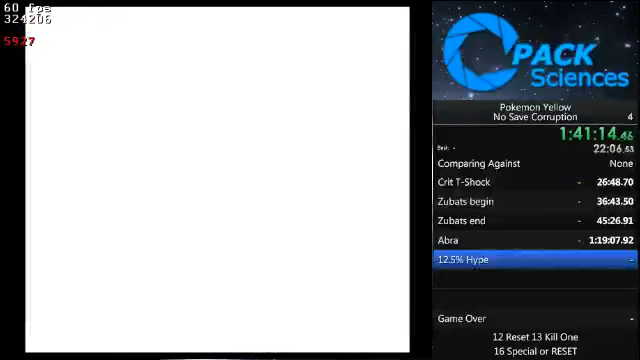 60 fps
324206
5927
PACK
Sciences
Pokemon Yellow
No Save Corruption 4
1:41:14.46
Best: - 22:06.53
Comparing Against None
Crit T-Shock - 26:48.70
Zubats begin - 36:43.50
Zubats end - 45:26.91
Abra - 1:19:07.92
12.5% Hype -
Game Over -
12 Reset 13 Kill One
16 Special or RESET